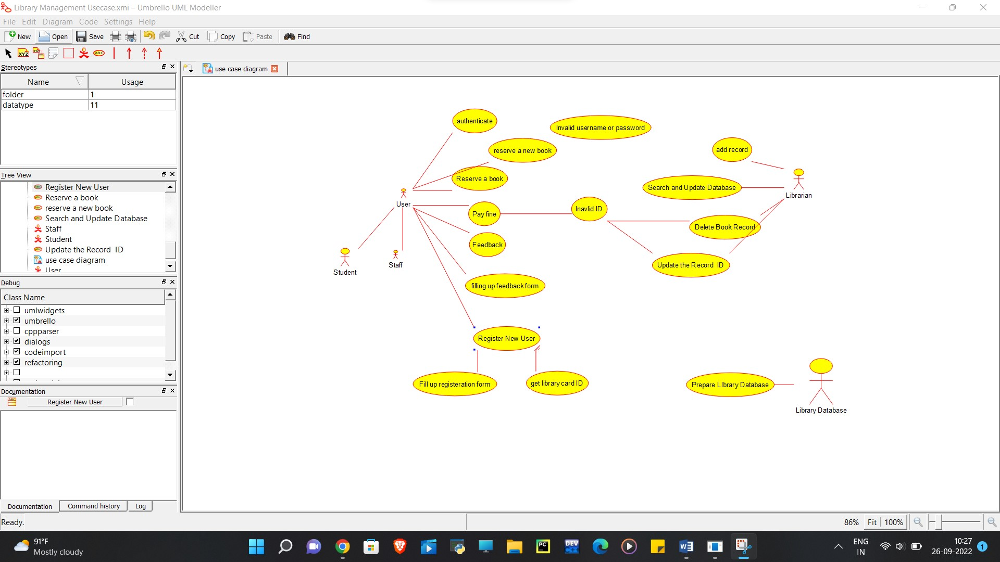 Library Management Usecase.xmi – Umbrello UML Modeller
File Edit Diagram Code Settings Help
New Open Save Cut Copy Paste Find
XYZ XYZ ABC
Stereotypes
Name Usage
folder 1
datatype 11
Tree View
Register New User
Reserve a book
reserve a new book
Search and Update Database
Staff
Student
Update the Record ID
use case diagram
User
Debug
Class Name
umlwidgets
umbrello
cppparser
dialogs
codeimport
refactoring
Documentation
Register New User
Documentation Command history Log
use case diagram
authenticate
Invalid username or password
reserve a new book
add record
Reserve a book
Search and Update Database
Librarian
User
Pay fine
Inavlid ID
Delete Book Record
Feedback
Student
Staff
Update the Record ID
filling up feedback form
Register New User
Fill up registeration form
get library card ID
Prepare LIbrary Database
Library Database
Ready.
86% Fit 100%
91°F
Mostly cloudy
PC
DEV
ENG
IN
10:27
26-09-2022
1